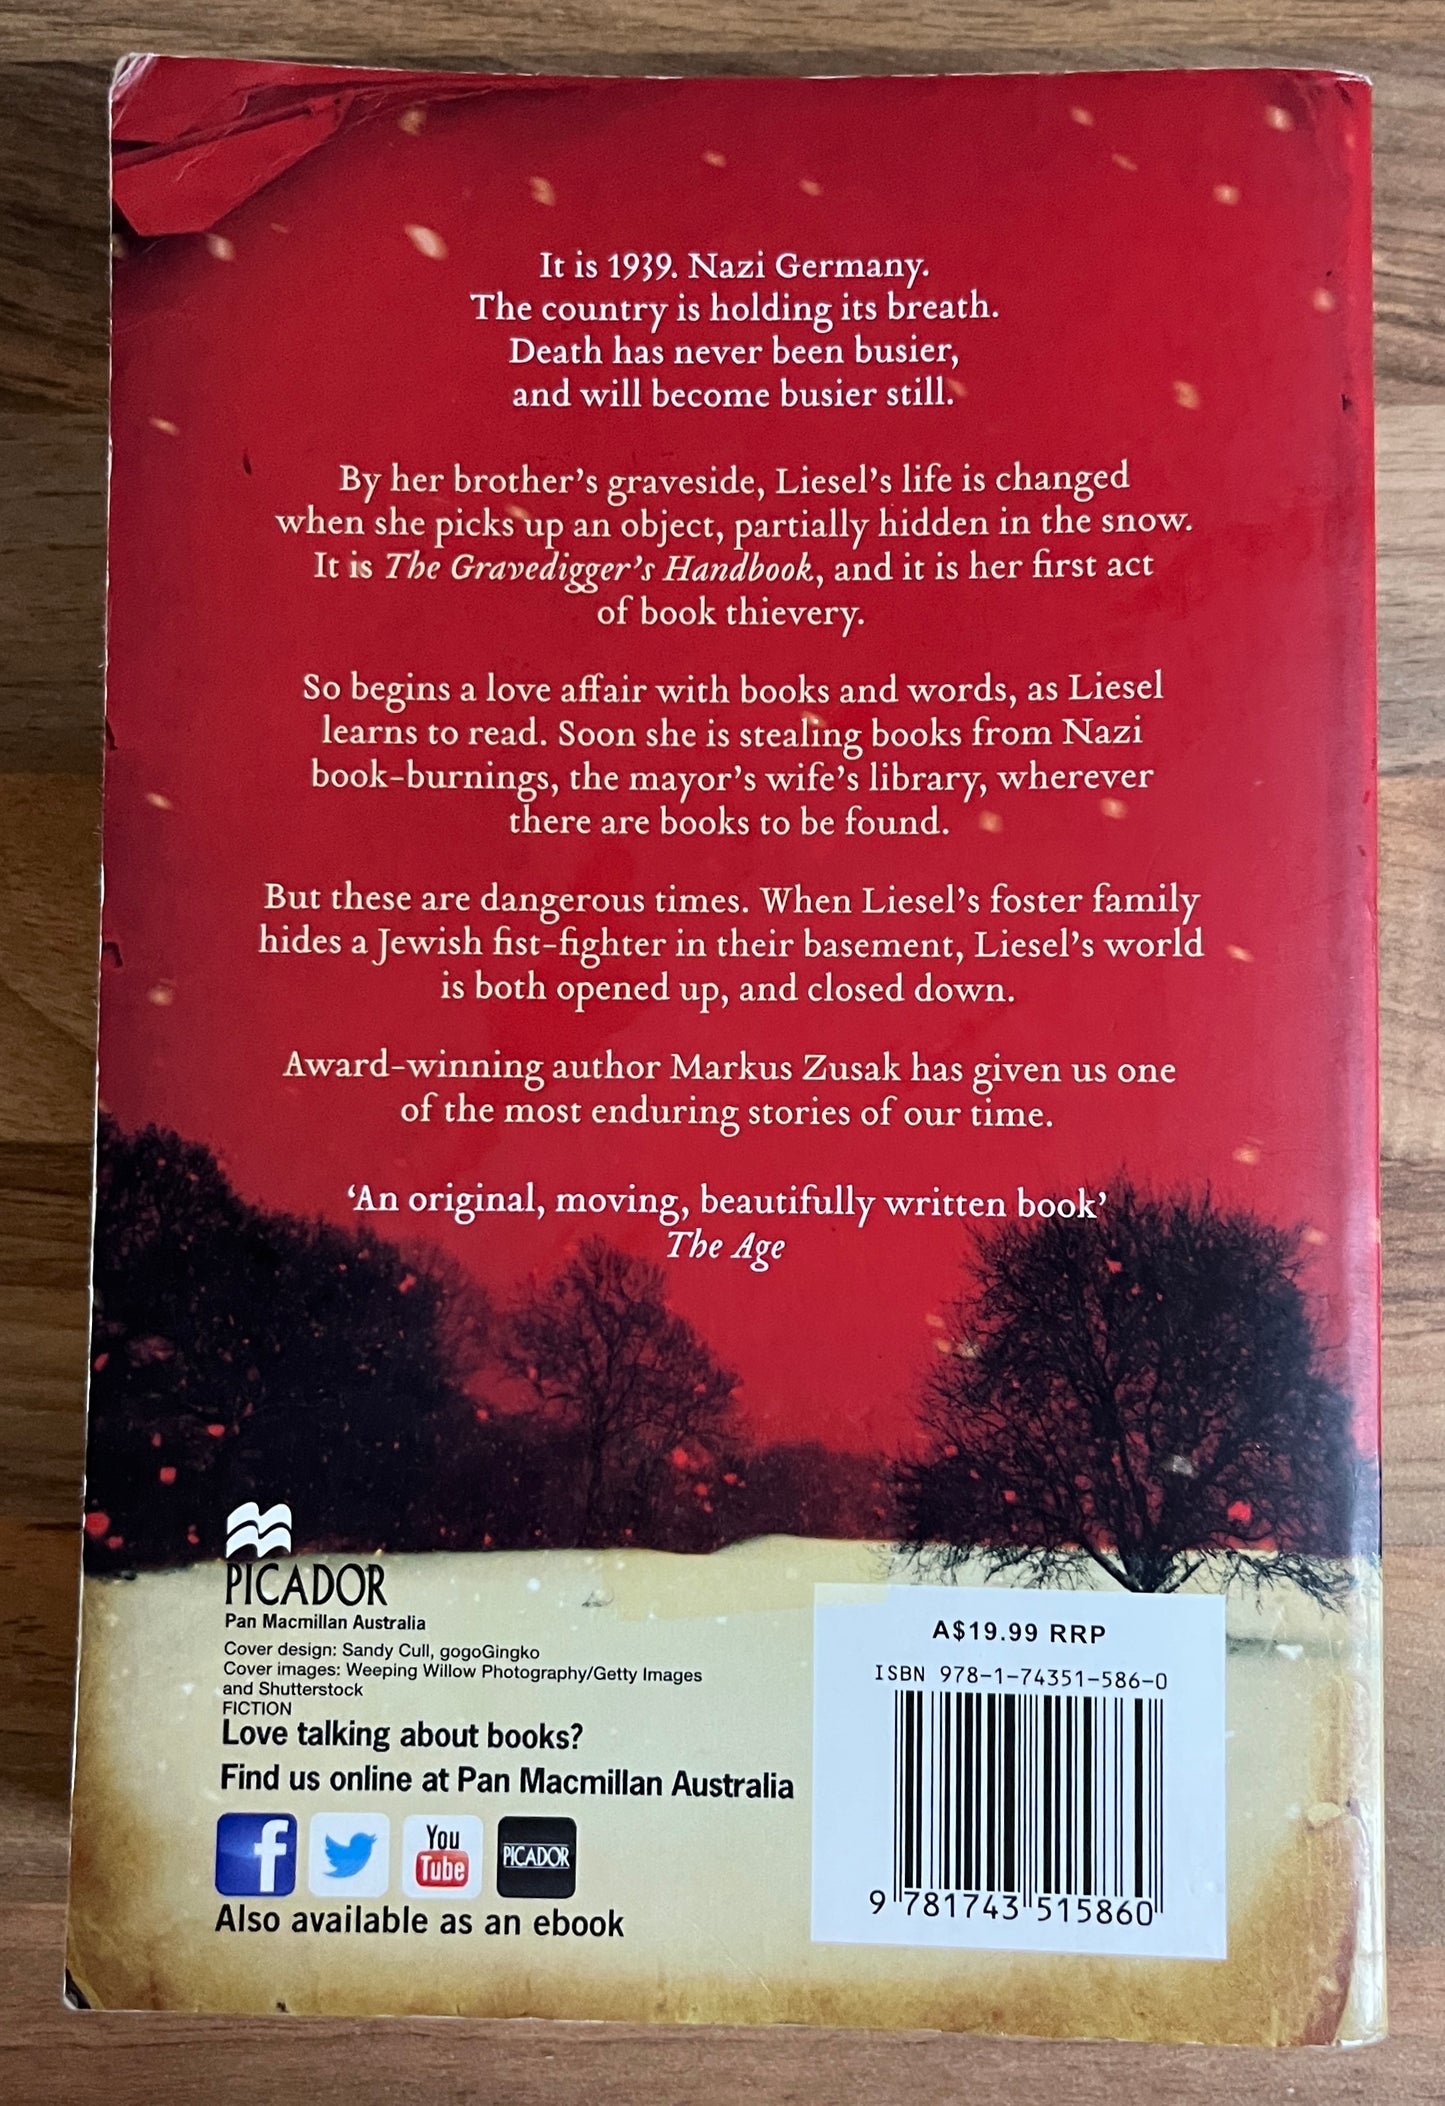 It is 1939. Nazi Germany.
The country is holding its breath.
Death has never been busier,
and will become busier still.
By her brother's graveside, Liesel's life is changed
when she picks up an object, partially hidden in the snow.
It is The Gravedigger's Handbook, and it is her first act
of book thievery.
So begins a love affair with books and words, as Liesel
learns to read. Soon she is stealing books from Nazi
book-burnings, the mayor's wife's library, wherever
there are books to be found.
But these are dangerous times. When Liesel's foster family
hides a Jewish fist-fighter in their basement, Liesel's world
is both opened up, and closed down.
Award-winning author Markus Zusak has given us one
of the most enduring stories of our time.
‘An original, moving, beautifully written book’
The Age
PICADOR
Pan Macmillan Australia
Cover design: Sandy Cull, gogoGingko
Cover images: Weeping Willow Photography/Getty Images
and Shutterstock
FICTION
Love talking about books?
Find us online at Pan Macmillan Australia
f
You
Tube
PICADOR
Also available as an ebook
A$19.99 RRP
ISBN 978-1-74351-586-0
9 781743 515860